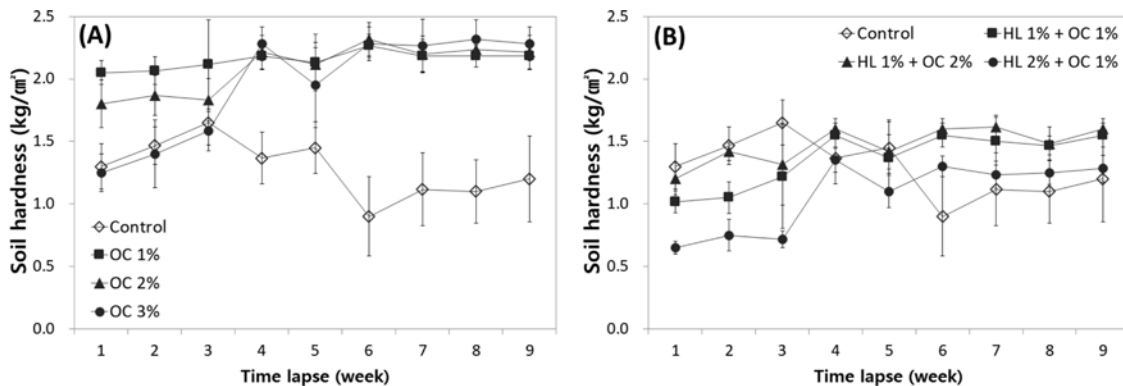 (A)
Soil hardness (kg/㎠)
2.5
2.0
1.5
1.0
0.5
0.0
Control
OC 1%
OC 2%
OC 3%
1 2 3 4 5 6 7 8 9
Time lapse (week)
(B)
Soil hardness (kg/㎠)
2.5
2.0
1.5
1.0
0.5
0.0
Control HL 1% + OC 1%
HL 1% + OC 2% HL 2% + OC 1%
1 2 3 4 5 6 7 8 9
Time lapse (week)